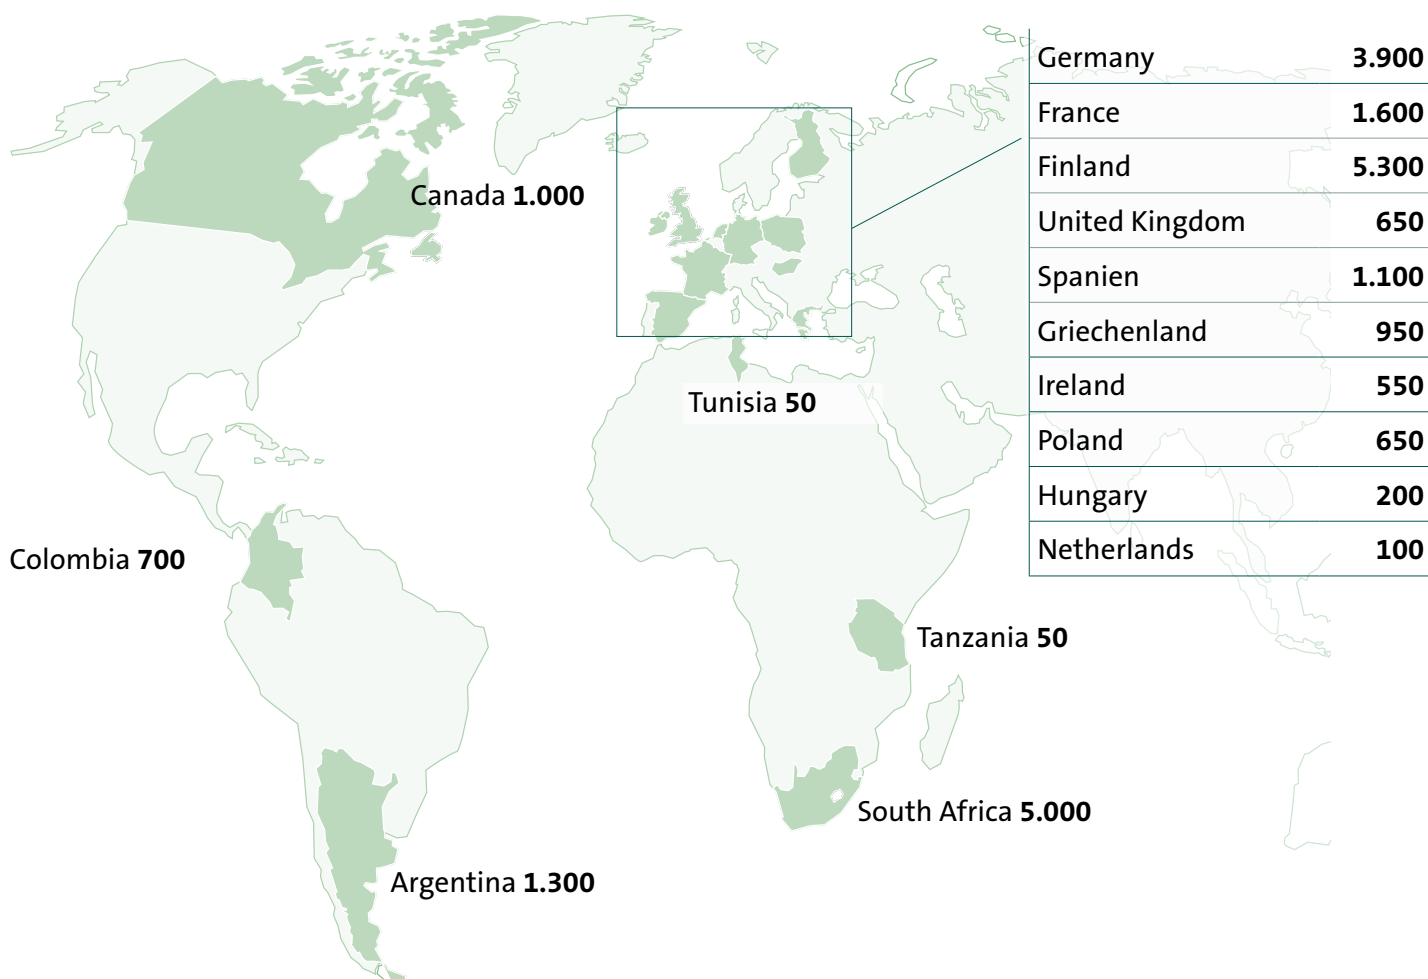 Germany 3.900
France 1.600
Finland 5.300
United Kingdom 650
Spanien 1.100
Griechenland 950
Ireland 550
Poland 650
Hungary 200
Netherlands 100
Canada 1.000
Tunisia 50
Colombia 700
Tanzania 50
South Africa 5.000
Argentina 1.300